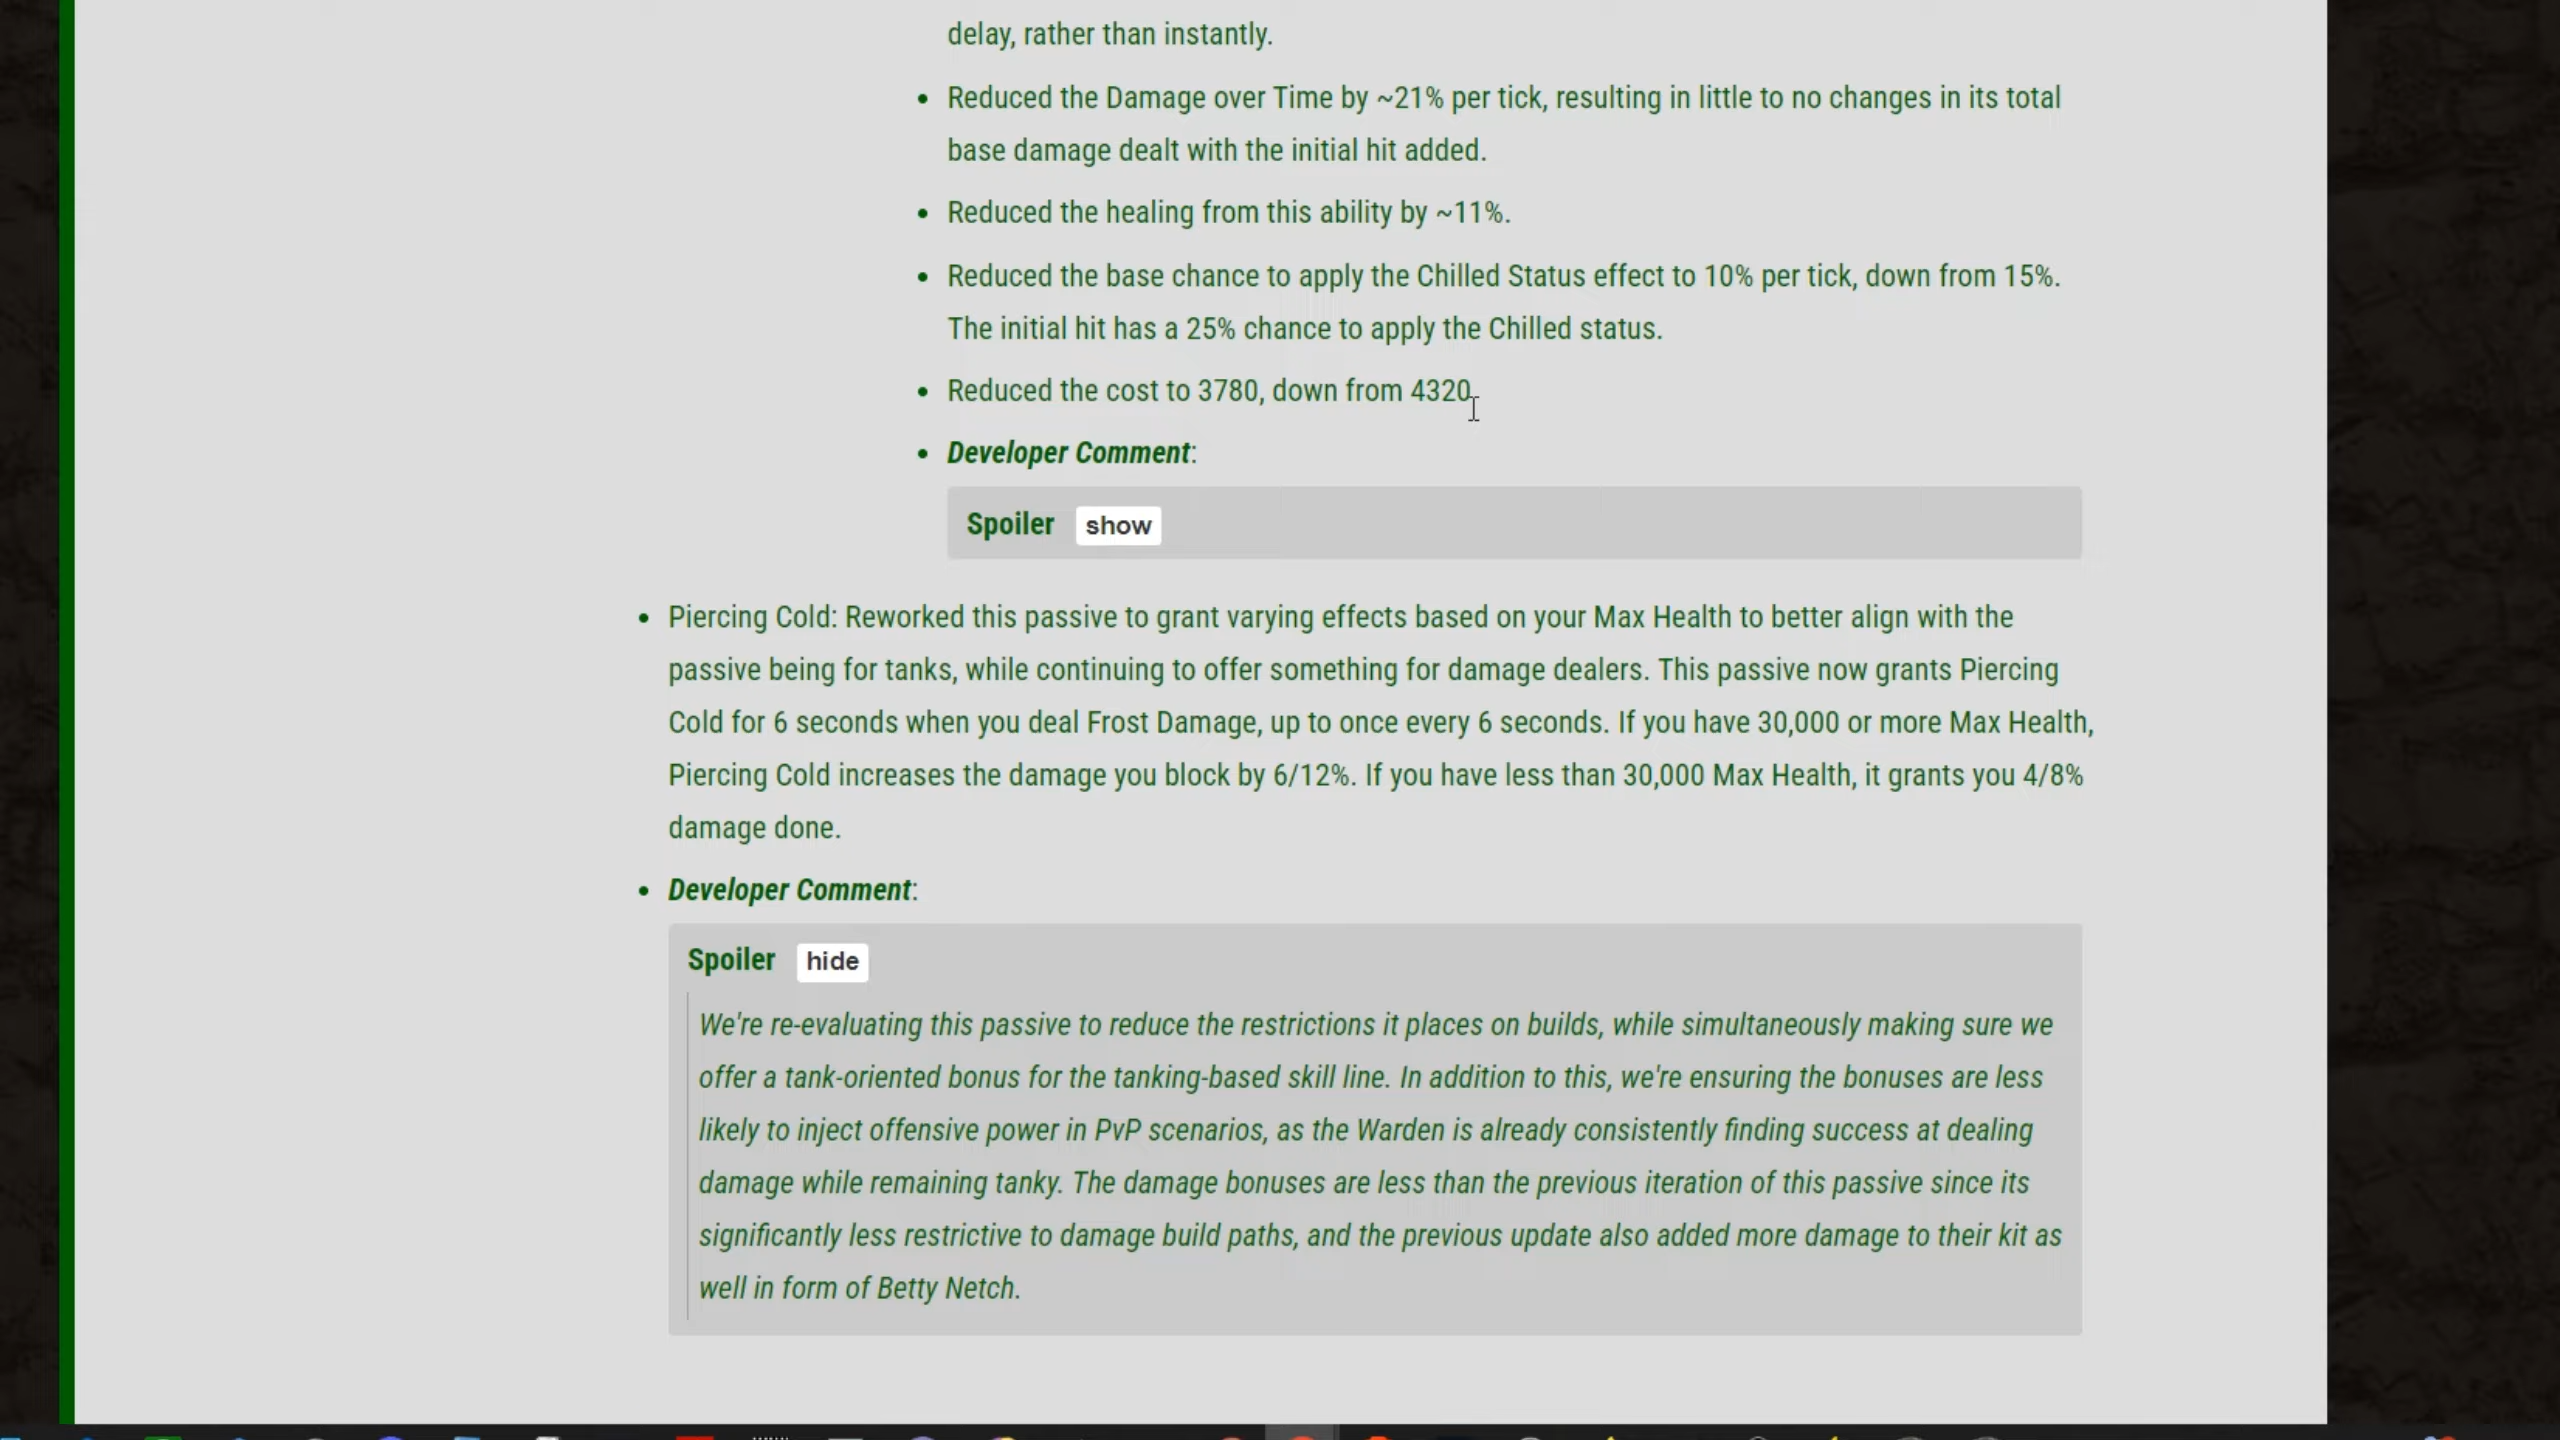 delay, rather than instantly.
Reduced the Damage over Time by ~21% per tick, resulting in little to no changes in its total
base damage dealt with the initial hit added.
Reduced the healing from this ability by ~11%.
Reduced the base chance to apply the Chilled Status effect to 10% per tick, down from 15%.
The initial hit has a 25% chance to apply the Chilled status.
Reduced the cost to 3780, down from 4320.
Developer Comment:
Spoiler show
Piercing Cold: Reworked this passive to grant varying effects based on your Max Health to better align with the
passive being for tanks, while continuing to offer something for damage dealers. This passive now grants Piercing
Cold for 6 seconds when you deal Frost Damage, up to once every 6 seconds. If you have 30,000 or more Max Health,
Piercing Cold increases the damage you block by 6/12%. If you have less than 30,000 Max Health, it grants you 4/8%
damage done.
Developer Comment:
Spoiler hide
We're re-evaluating this passive to reduce the restrictions it places on builds, while simultaneously making sure we
offer a tank-oriented bonus for the tanking-based skill line. In addition to this, we're ensuring the bonuses are less
likely to inject offensive power in PvP scenarios, as the Warden is already consistently finding success at dealing
damage while remaining tanky. The damage bonuses are less than the previous iteration of this passive since its
significantly less restrictive to damage build paths, and the previous update also added more damage to their kit as
well in form of Betty Netch.